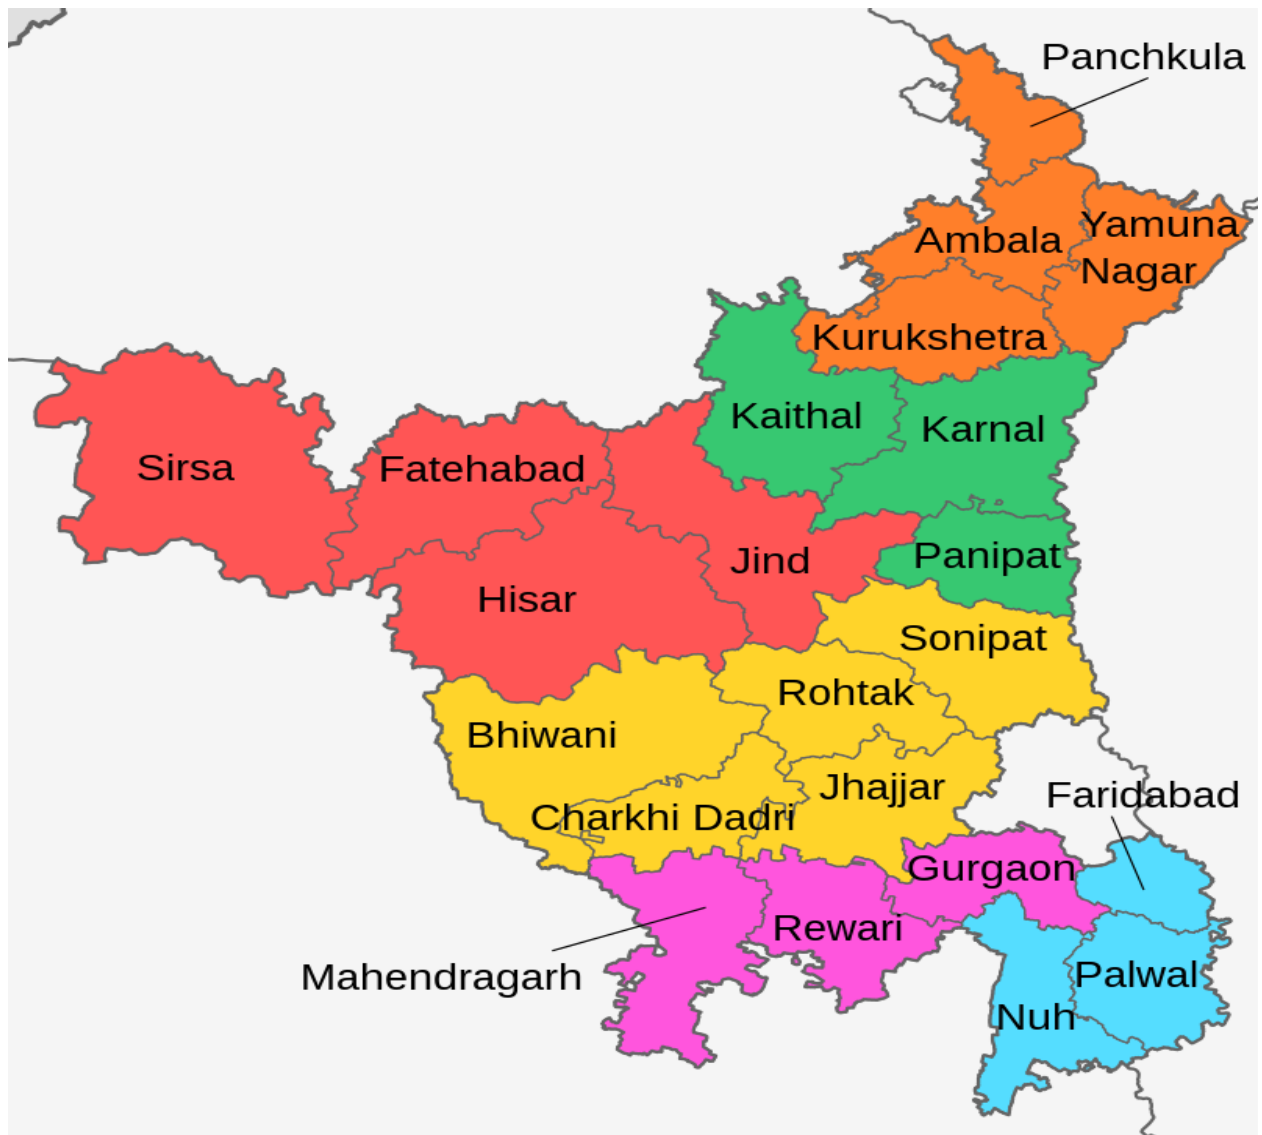 Panchkula
Yamuna
Nagar
Ambala
Kurukshetra
Kaithal
Karnal
Sirsa
Fatehabad
Jind
Panipat
Hisar
Sonipat
Rohtak
Bhiwani
Jhajjar
Faridabad
Charkhi Dadri
Gurgaon
Rewari
Mahendragarh
Palwal
Nuh